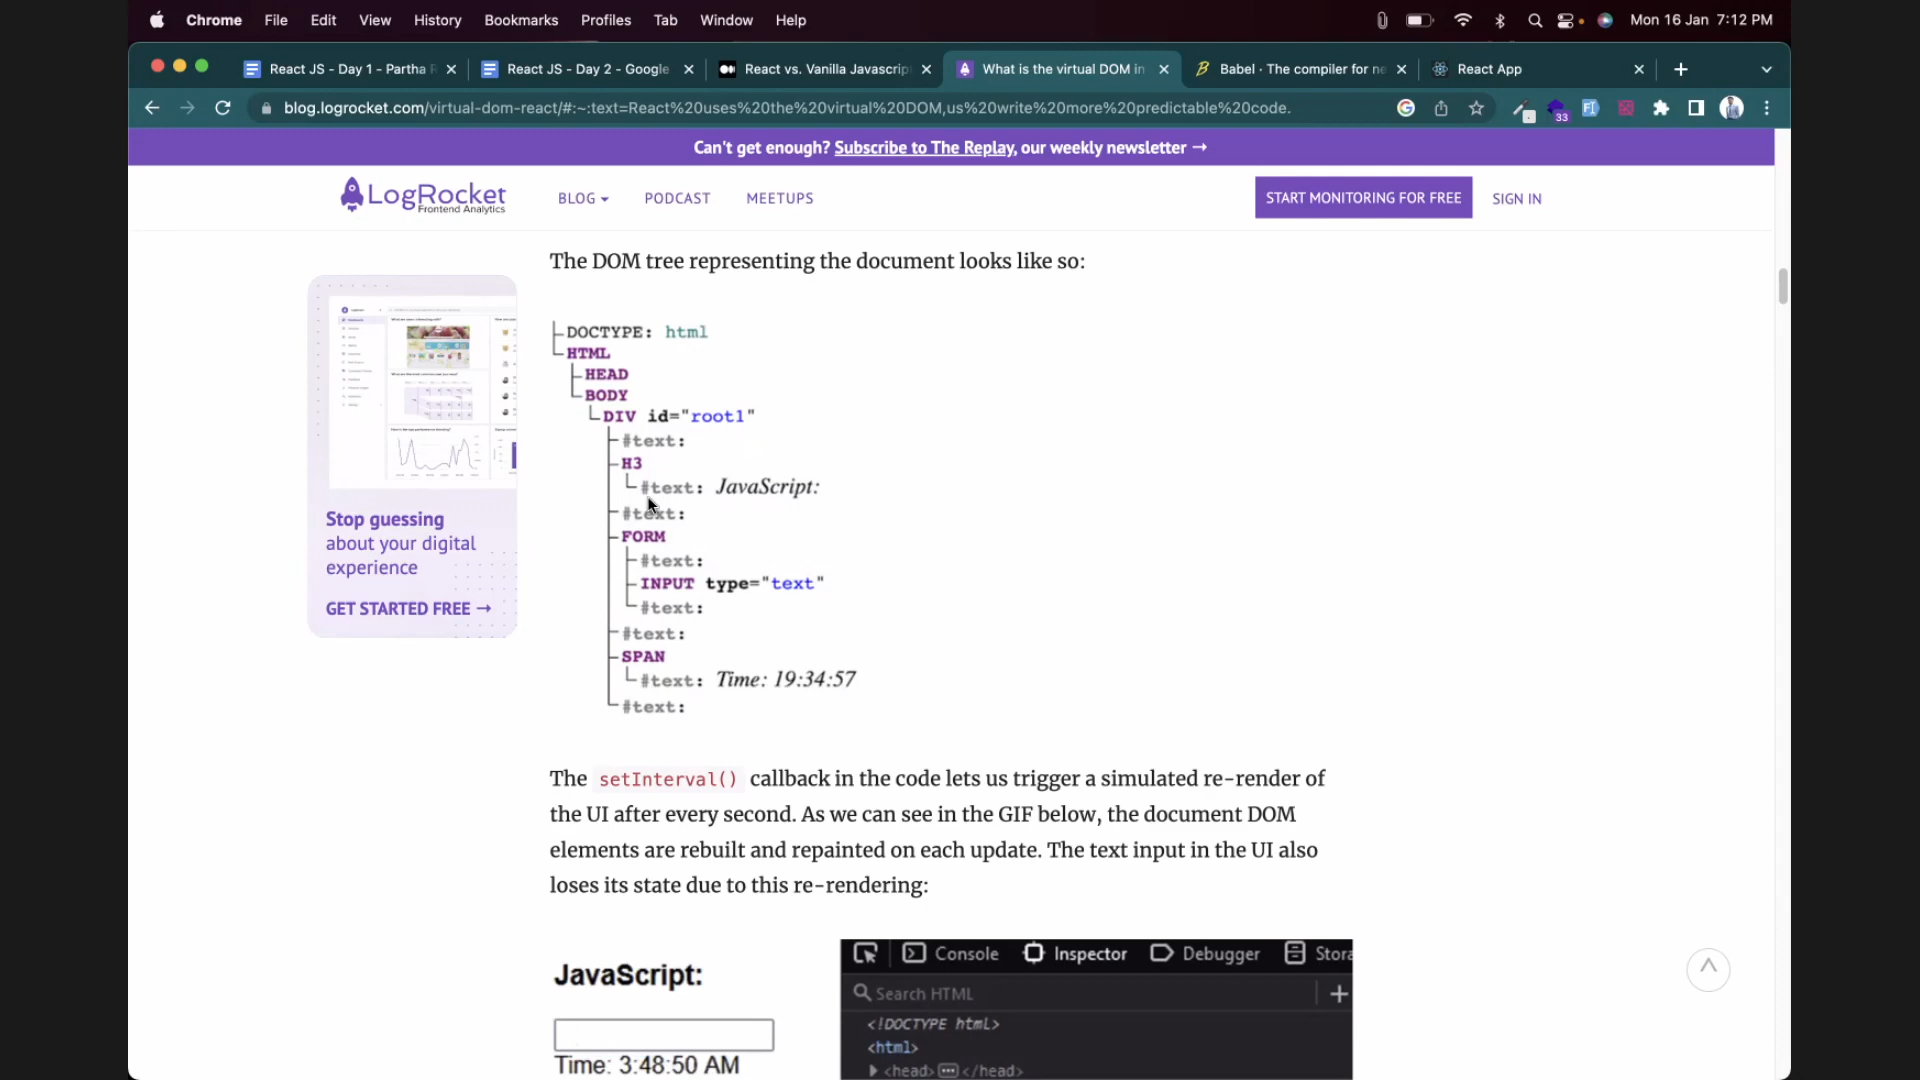 Chrome File Edit View History Bookmarks Profiles Tab Window Help Mon 16 Jan 7:12 PM
React JS - Day 1 - Partha R React JS - Day 2 - Google React vs. Vanilla Javascrip What is the virtual DOM in Babel · The compiler for ne React App
blog.logrocket.com/virtual-dom-react/#:~:text=React%20uses%20the%20virtual%20DOM,us%20write%20more%20predictable%20code. 33
Can't get enough? Subscribe to The Replay, our weekly newsletter →
LogRocket
Frontend Analytics
BLOG PODCAST MEETUPS START MONITORING FOR FREE SIGN IN
The DOM tree representing the document looks like so:
DOCTYPE: html
HTML
HEAD
BODY
DIV id="root1"
#text:
H3
#text: JavaScript:
#text:
FORM
#text:
INPUT type="text"
#text:
#text:
SPAN
#text: Time: 19:34:57
#text:
Stop guessing
about your digital
experience
GET STARTED FREE →
The setInterval() callback in the code lets us trigger a simulated re-render of
the UI after every second. As we can see in the GIF below, the document DOM
elements are rebuilt and repainted on each update. The text input in the UI also
loses its state due to this re-rendering:
JavaScript:
Time: 3:48:50 AM
Console Inspector Debugger Stora
Search HTML +
<!DOCTYPE html>
<html>
<head> </head>